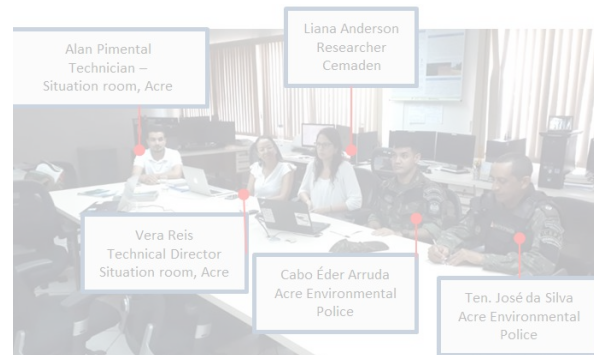 Alan Pimental
Technician –
Situation room, Acre
Liana Anderson
Researcher
Cemaden
Vera Reis
Technical Director
Situation room, Acre
Cabo Éder Arruda
Acre Environmental
Police
Ten. José da Silva
Acre Environmental
Police